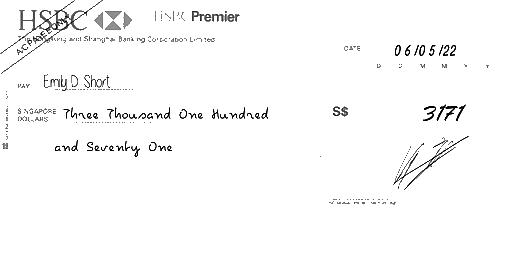 HSBC HSBC Premier
The Hongkong and Shanghai Banking Corporation Limited
A/C PAYEE ONLY
DATE 06/05/22
D D M M Y Y
PAY Emily D Short
SINGAPORE DOLLARS Three Thousand One Hundred
and Seventy One
S$ 3171